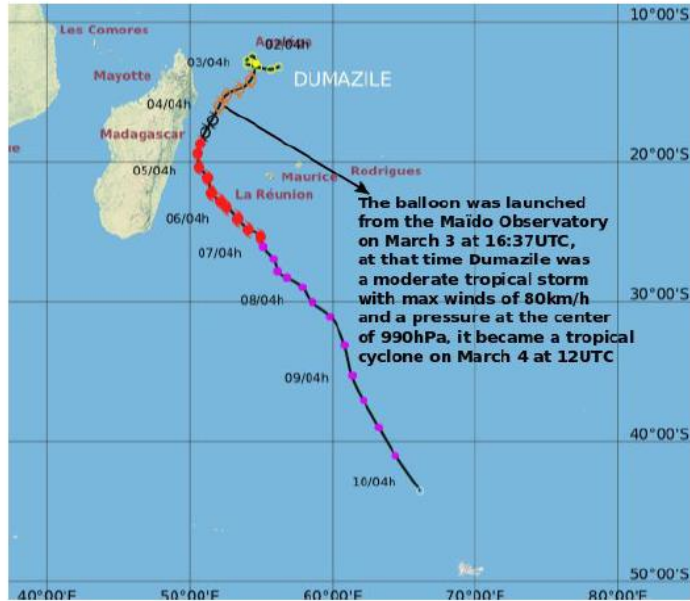 10°00'S
Les Comores
Agaléga
02/04h
03/04h
Mayotte
DUMAZILE
04/04h
Madagascar
20°00'S
05/04h
Maurice
Rodrigues
La Réunion
The balloon was launched
from the Maïdo Observatory
on March 3 at 16:37UTC,
at that time Dumazile was
a moderate tropical storm
with max winds of 80km/h
and a pressure at the center
of 990hPa, it became a tropical
cyclone on March 4 at 12UTC
06/04h
07/04h
08/04h
30°00'S
09/04h
40°00'S
10/04h
50°00'S
40°00'E
50°00'E
60°00'E
70°00'E
80°00'E